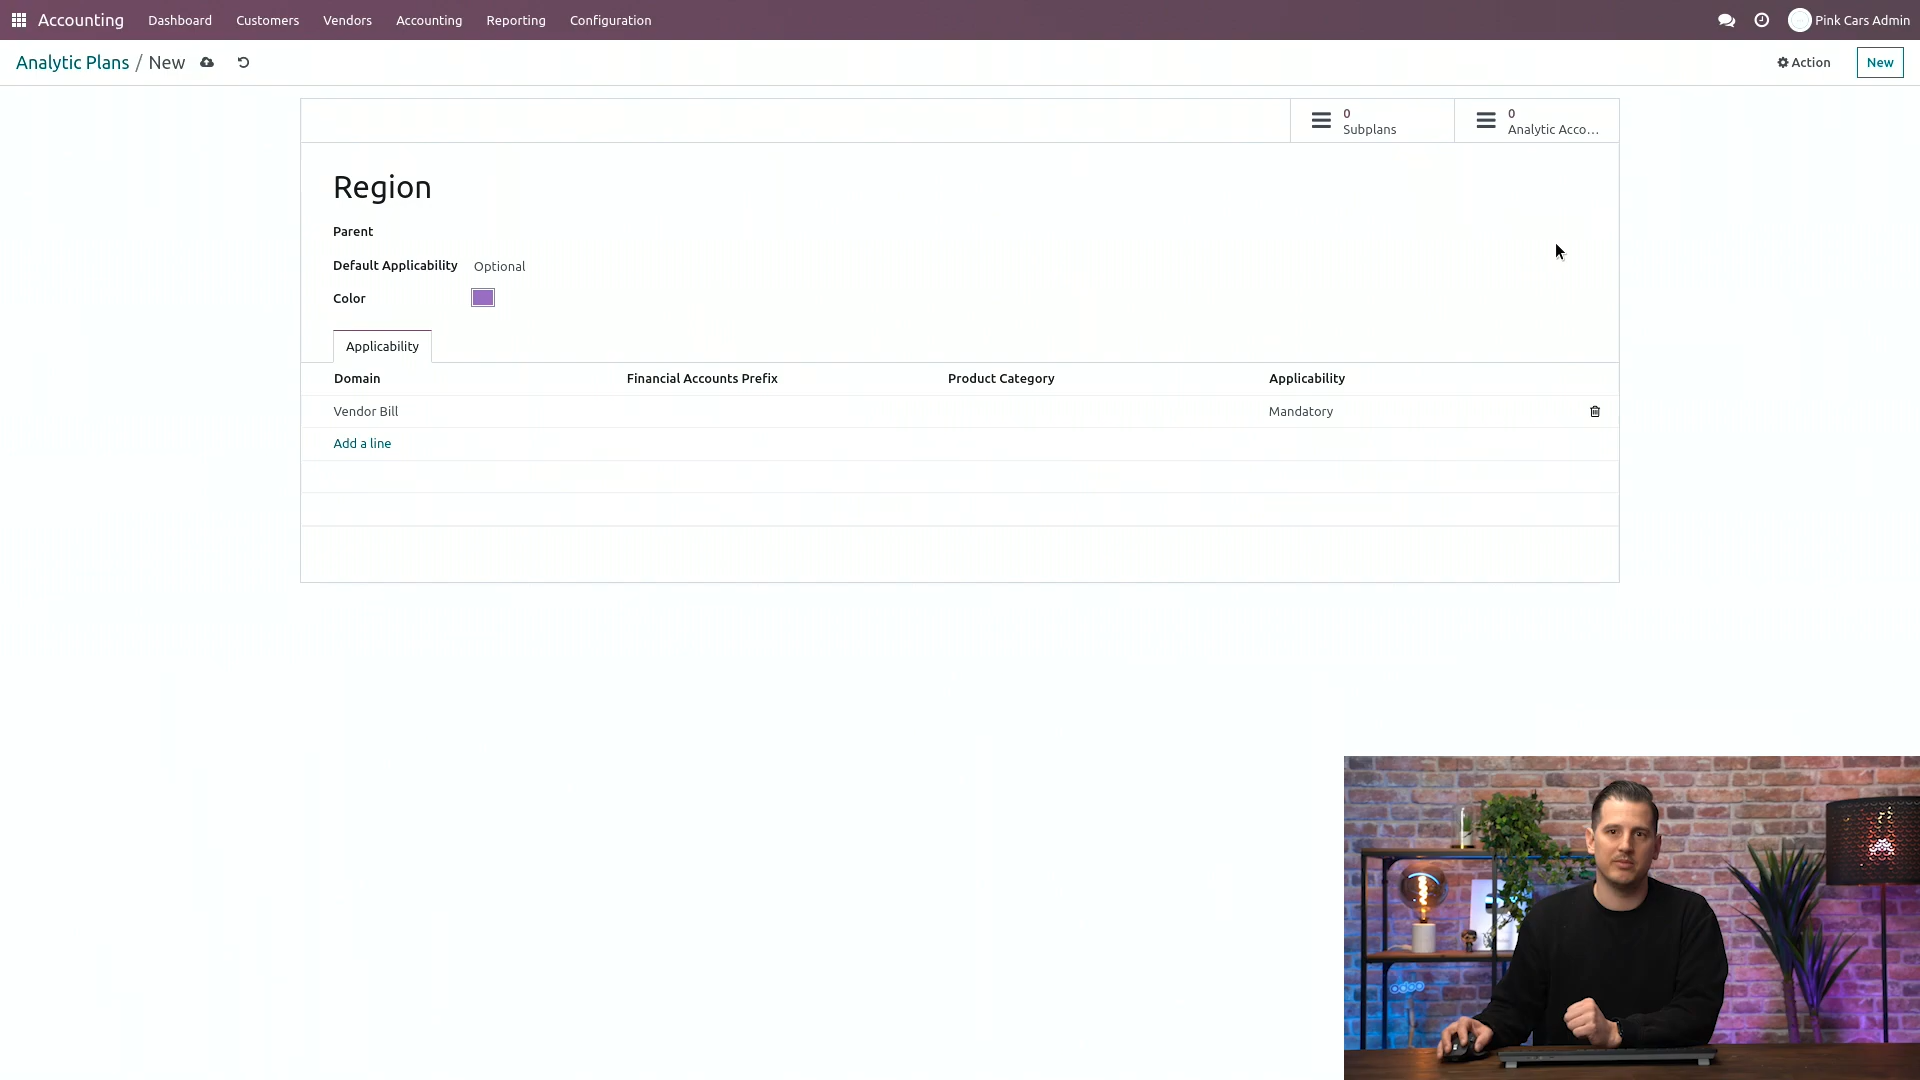 Accounting Dashboard Customers Vendors Accounting Reporting Configuration Pink Cars Admin
Analytic Plans / New Action New
0
Subplans
0
Analytic Acco...
Region
Parent
Default Applicability Optional
Color
Applicability
Domain Financial Accounts Prefix Product Category Applicability
Vendor Bill Mandatory
Add a line